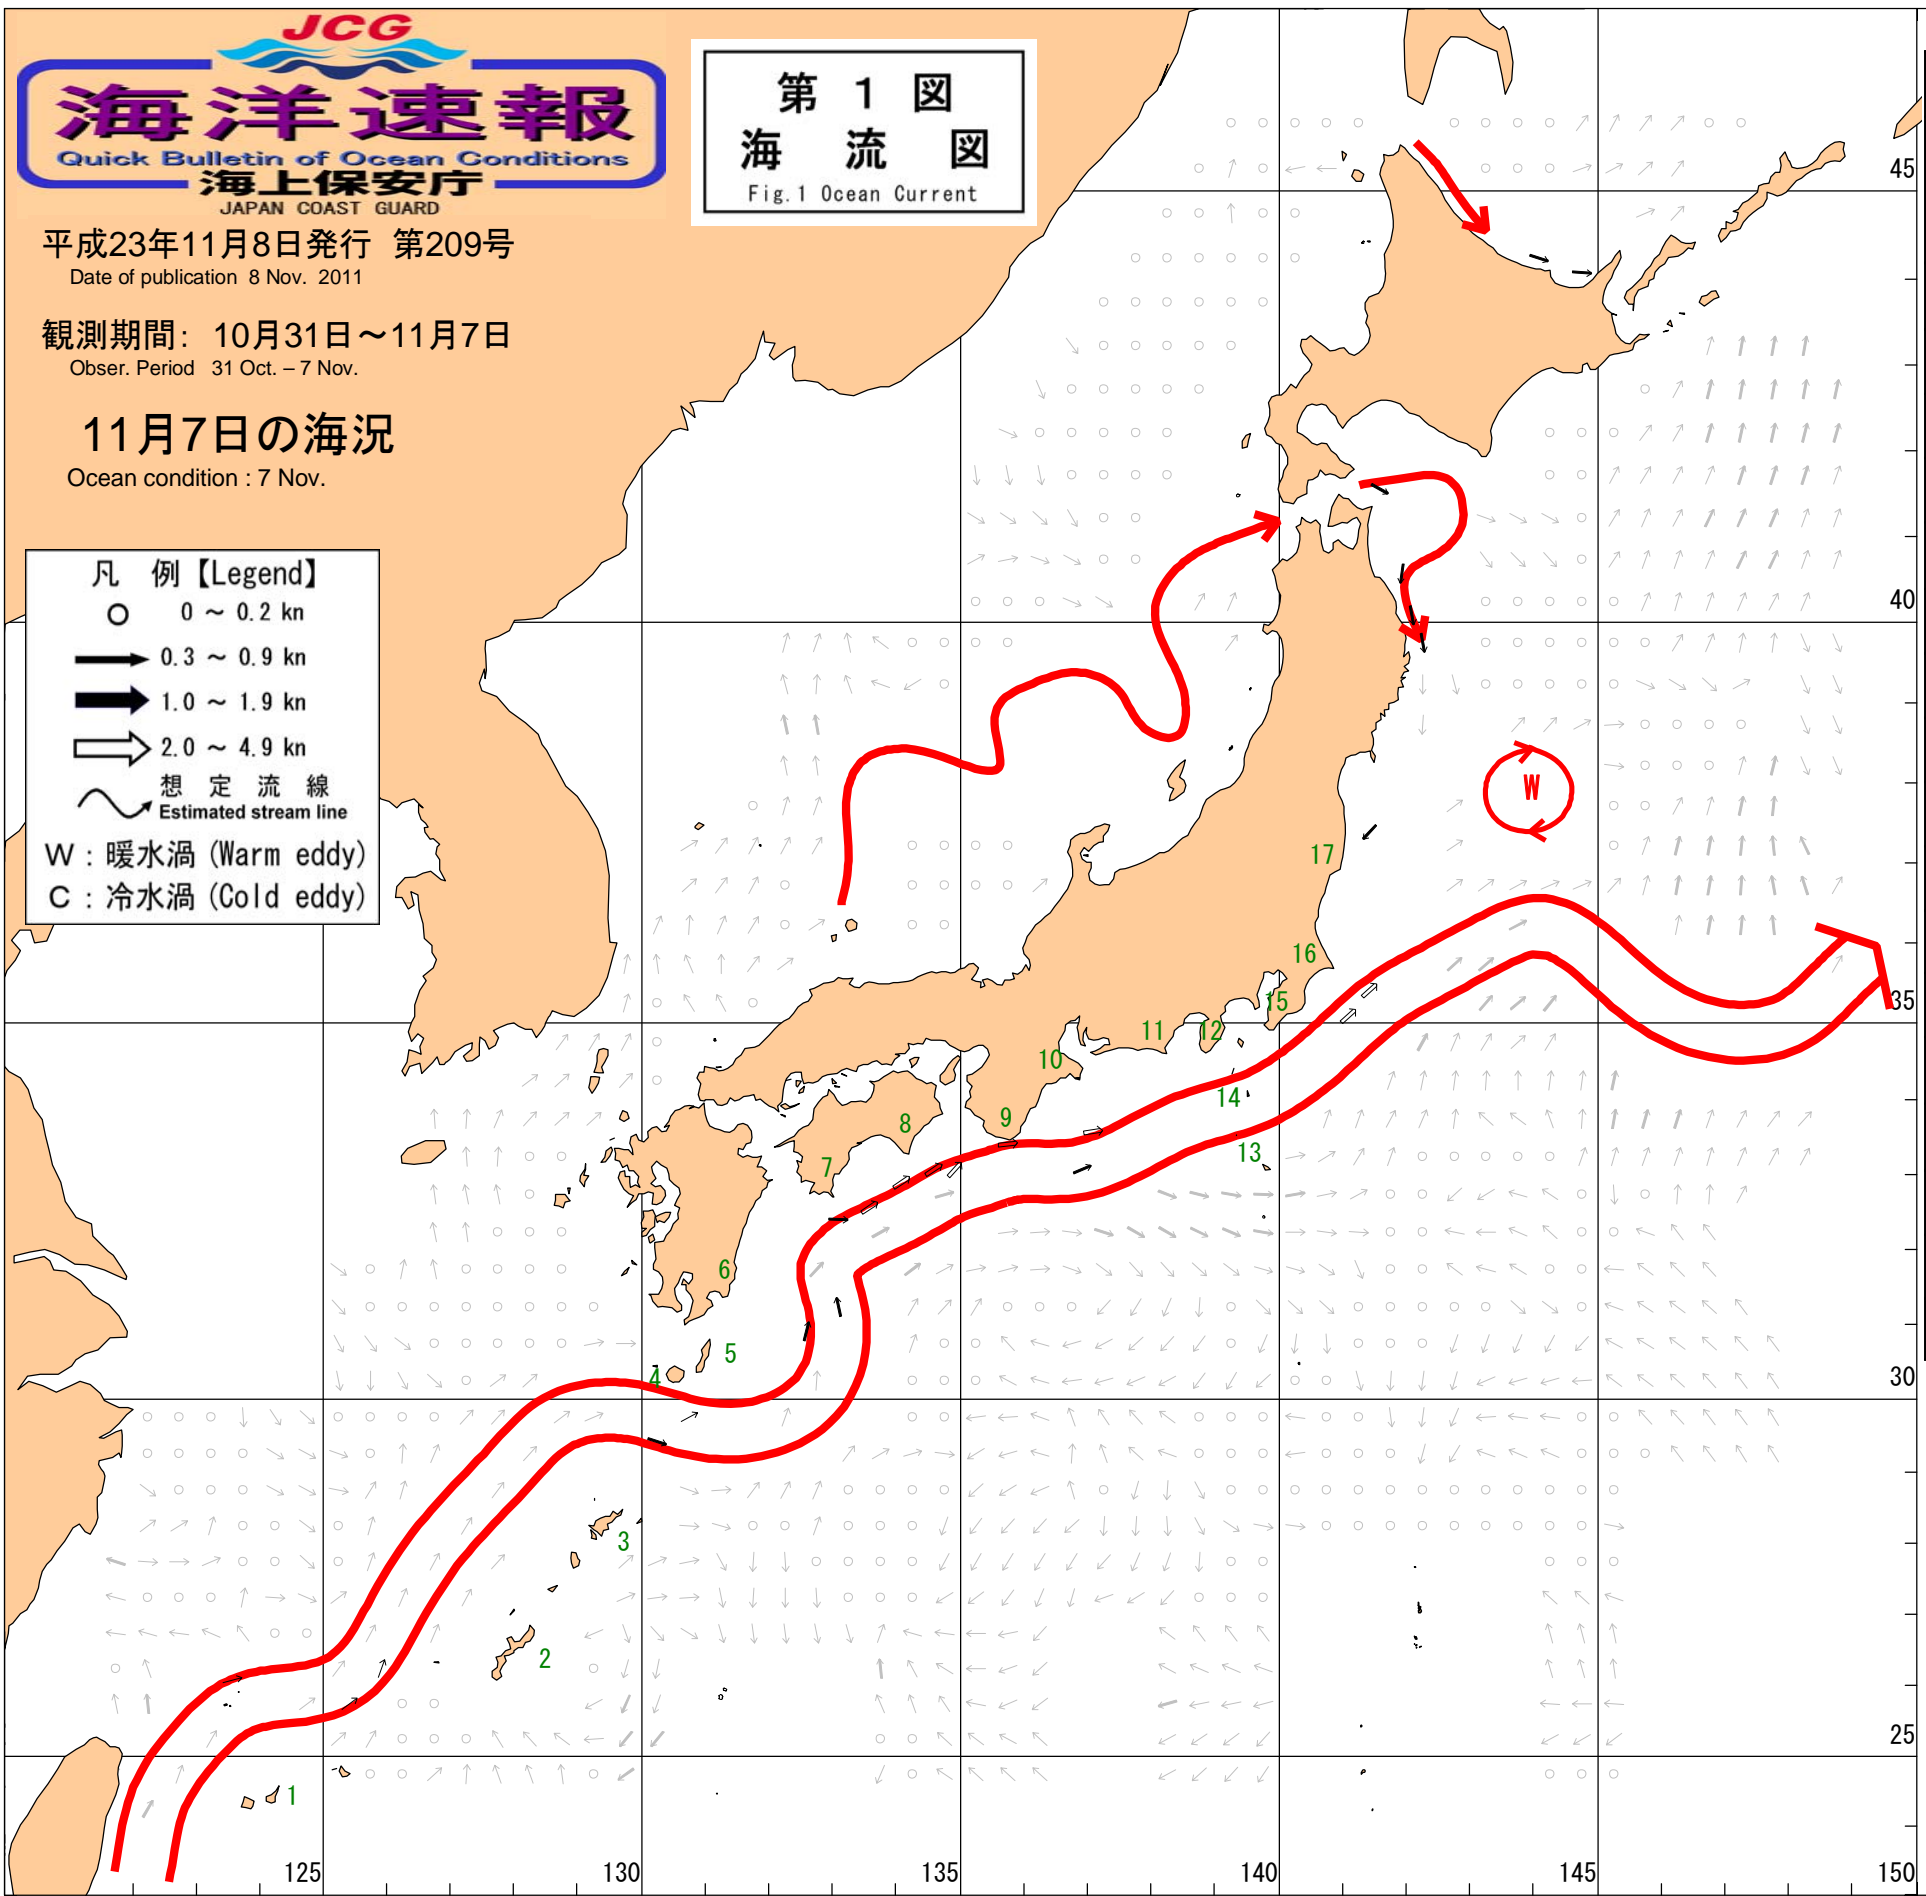 JCG
海洋速報
Quick Bulletin of Ocean Conditions
海上保安庁
JAPAN COAST GUARD
第 1 図
海 流 図
Fig.1 Ocean Current
平成23年11月8日発行 第209号
Date of publication 8 Nov. 2011
観測期間: 10月31日~11月7日
Obser. Period 31 Oct. – 7 Nov.
11月7日の海況
Ocean condition : 7 Nov.
凡 例【Legend】
0 ~ 0.2 kn
0.3 ~ 0.9 kn
1.0 ~ 1.9 kn
2.0 ~ 4.9 kn
想 定 流 線
Estimated stream line
W : 暖水渦 (Warm eddy)
C : 冷水渦 (Cold eddy)
45
40
W
17
16
15
35
11
12
10
14
9
8
13
7
6
5
4
30
3
2
25
1
125
130
135
140
145
150